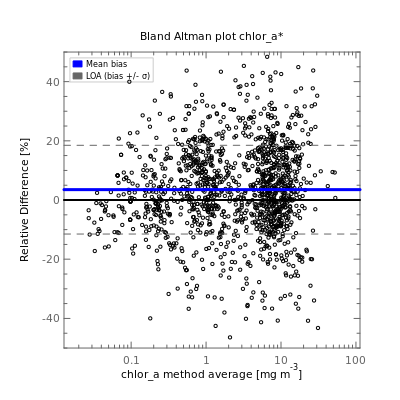 Bland Altman plot chlor_a*
Mean bias
LOA (bias +/- σ)
Relative Difference [%]
40
20
0
-20
-40
0.1 1 10 100
chlor_a method average [mg m⁻³]